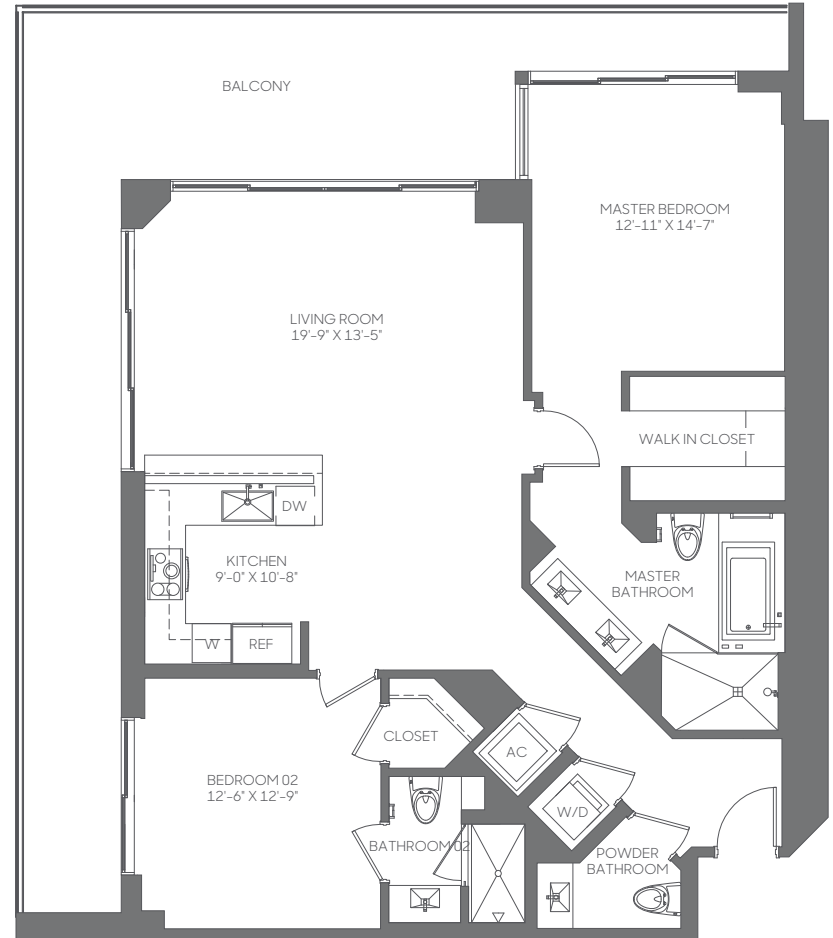 BALCONY
MASTER BEDROOM
12'-11" X 14'-7"
LIVING ROOM
19'-9" X 13'-5"
WALK IN CLOSET
DW
KITCHEN
9'-0" X 10'-8"
MASTER
BATHROOM
W
REF
CLOSET
AC
BEDROOM 02
12'-6" X 12'-9"
W/D
BATHROOM 02
POWDER
BATHROOM